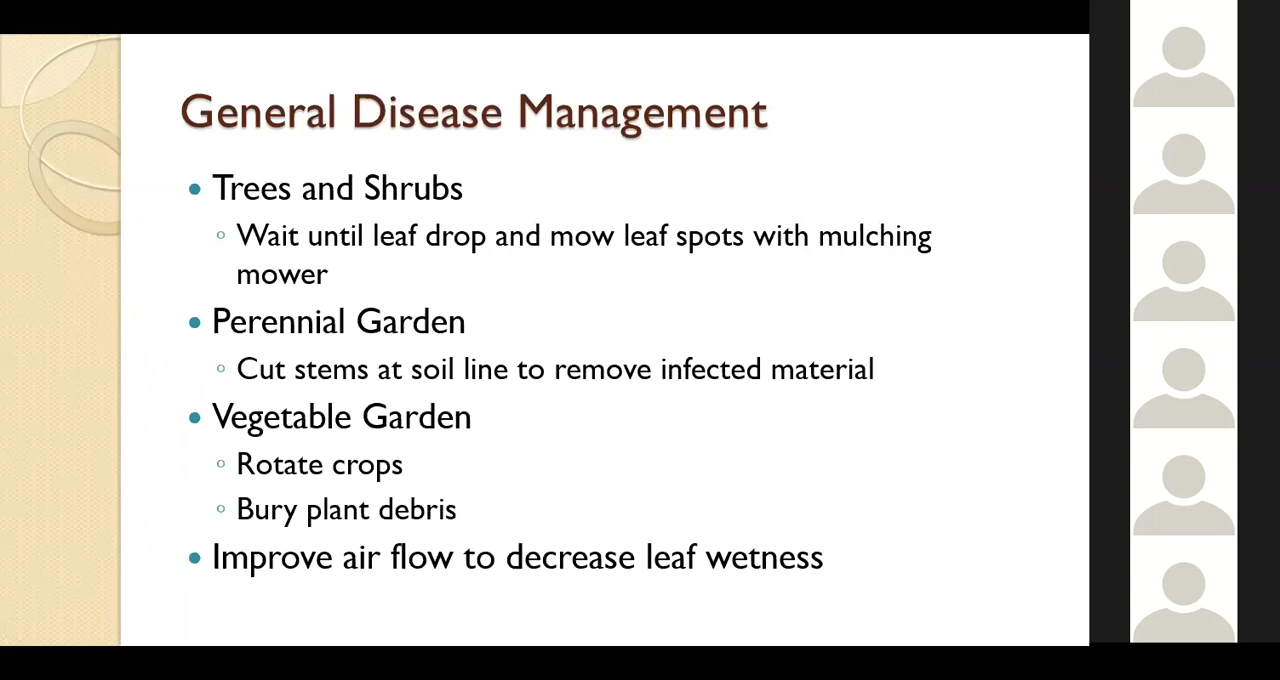 General Disease Management
• Trees and Shrubs
◦ Wait until leaf drop and mow leaf spots with mulching
mower
• Perennial Garden
◦ Cut stems at soil line to remove infected material
• Vegetable Garden
◦ Rotate crops
◦ Bury plant debris
• Improve air flow to decrease leaf wetness